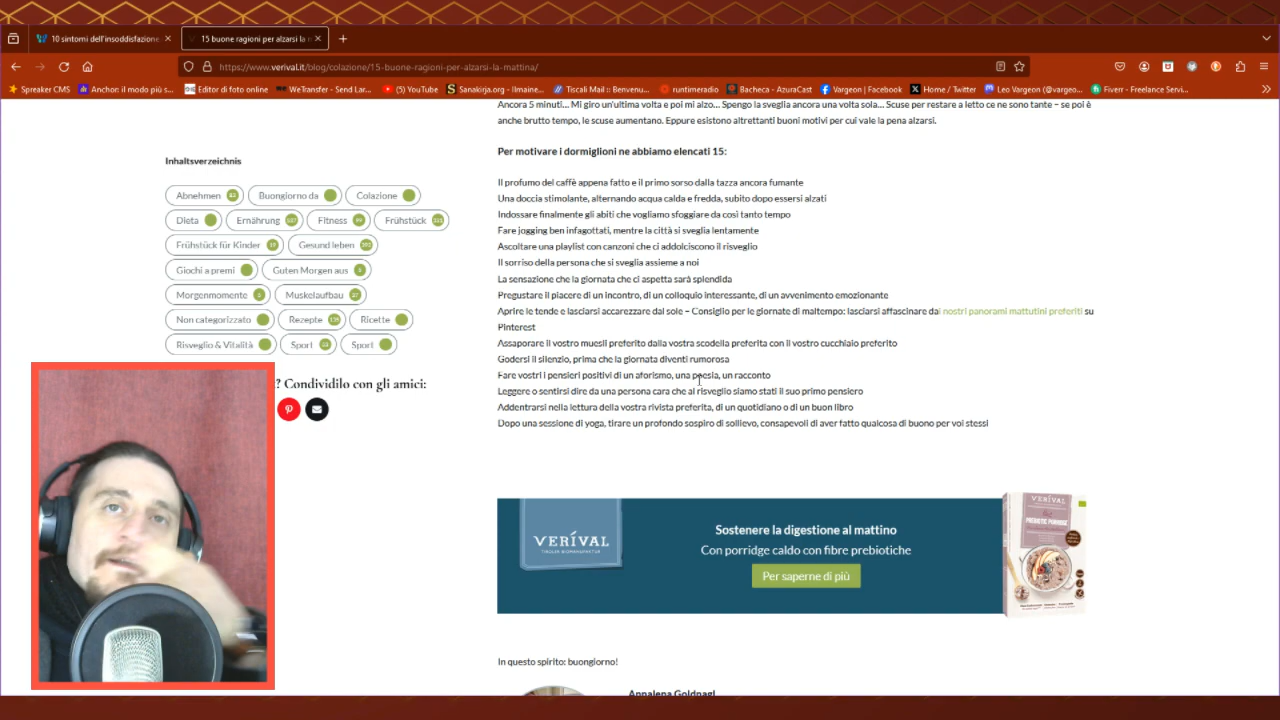 10 sintomi dell'insoddisfazione
15 buone ragioni per alzarsi la m
https://www.verival.it/blog/colazione/15-buone-ragioni-per-alzarsi-la-mattina/
Spreaker CMS
Anchor: il modo più s...
Editor di foto online
WeTransfer - Send Lar...
(5) YouTube
Sanakirja.org - Ilmaine...
Tiscali Mail :: Benvenu...
runtimeradio
Bacheca - AzuraCast
Vargeon | Facebook
Home / Twitter
Leo Vargeon (@vargeo...
Fiverr - Freelance Servi...
Ancora 5 minuti... Mi giro un'ultima volta e poi mi alzo... Spengo la sveglia ancora una volta sola... Scuse per restare a letto ce ne sono tante – se poi è
anche brutto tempo, le scuse aumentano. Eppure esistono altrettanti buoni motivi per cui vale la pena alzarsi.
Per motivare i dormiglioni ne abbiamo elencati 15:
Il profumo del caffè appena fatto e il primo sorso dalla tazza ancora fumante
Una doccia stimolante, alternando acqua calda e fredda, subito dopo essersi alzati
Indossare finalmente gli abiti che vogliamo sfoggiare da così tanto tempo
Fare jogging ben infagottati, mentre la città si sveglia lentamente
Ascoltare una playlist con canzoni che ci addolciscono il risveglio
Il sorriso della persona che si sveglia assieme a noi
La sensazione che la giornata che ci aspetta sarà splendida
Pregustare il piacere di un incontro, di un colloquio interessante, di un avvenimento emozionante
Aprire le tende e lasciarsi accarezzare dal sole – Consiglio per le giornate di maltempo: lasciarsi affascinare dai nostri panorami mattutini preferiti su
Pinterest
Assaporare il vostro muesli preferito dalla vostra scodella preferita con il vostro cucchiaio preferito
Godersi il silenzio, prima che la giornata diventi rumorosa
Fare vostri i pensieri positivi di un aforismo, una poesia, un racconto
Leggere o sentirsi dire da una persona cara che al risveglio siamo stati il suo primo pensiero
Addentrarsi nella lettura della vostra rivista preferita, di un quotidiano o di un buon libro
Dopo una sessione di yoga, tirare un profondo sospiro di sollievo, consapevoli di aver fatto qualcosa di buono per voi stessi
Inhaltsverzeichnis
Abnehmen
Buongiorno da
Colazione
Dieta
Ernährung
Fitness
Frühstück
Frühstück für Kinder
Gesund leben
Giochi a premi
Guten Morgen aus
Morgenmomente
Muskelaufbau
Non categorizzato
Rezepte
Ricette
Risveglio & Vitalità
Sport
Sport
? Condividilo con gli amici:
VERIVAL
TIROLER BIOMANUFAKTUR
Sostenere la digestione al mattino
Con porridge caldo con fibre prebiotiche
Per saperne di più
VERIVAL
PREBIOTIC PORRIDGE
In questo spirito: buongiorno!
Annalena Goldnagl